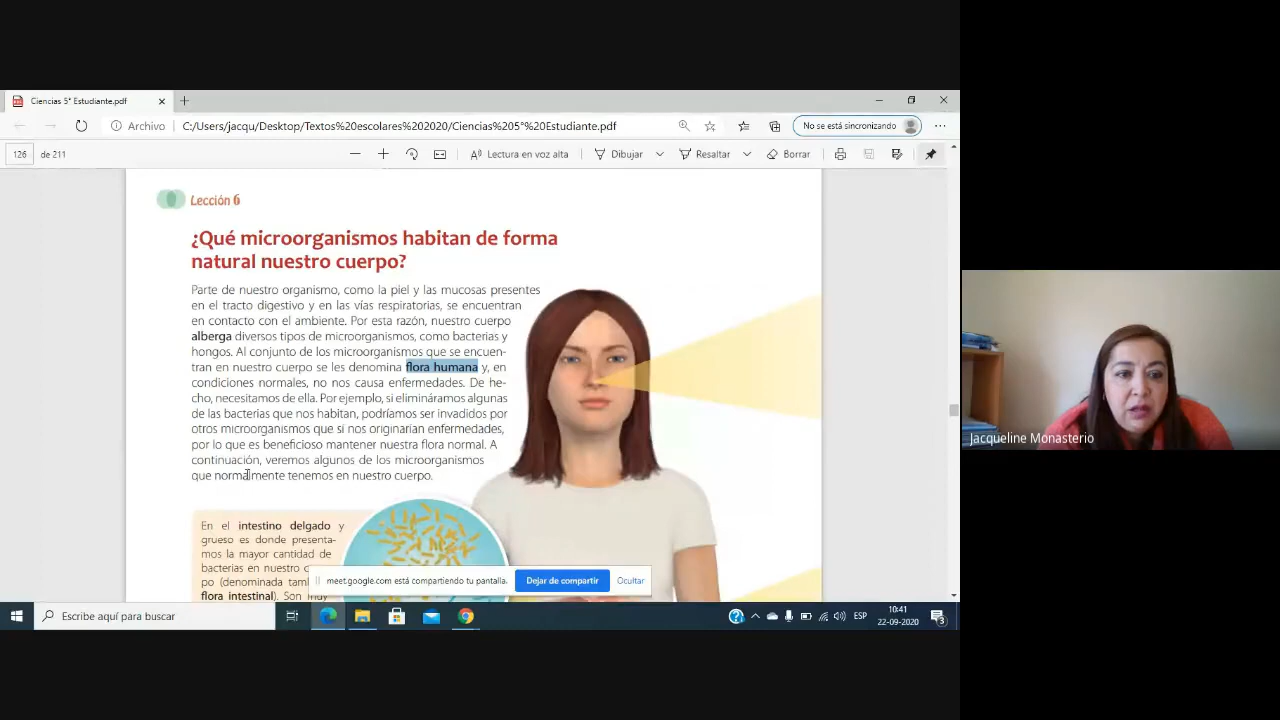 Ciencias 5° Estudiante.pdf
Archivo
C:/Users/jacqu/Desktop/Textos%20escolares%202020/Ciencias%205°%20Estudiante.pdf
No se está sincronizando
126 de 211
Lectura en voz alta
Dibujar
Resaltar
Borrar
Lección 6
¿Qué microorganismos habitan de forma
natural nuestro cuerpo?
Parte de nuestro organismo, como la piel y las mucosas presentes
en el tracto digestivo y en las vías respiratorias, se encuentran
en contacto con el ambiente. Por esta razón, nuestro cuerpo
alberga diversos tipos de microorganismos, como bacterias y
hongos. Al conjunto de los microorganismos que se encuen-
tran en nuestro cuerpo se les denomina flora humana y, en
condiciones normales, no nos causa enfermedades. De he-
cho, necesitamos de ella. Por ejemplo, si elimináramos algunas
de las bacterias que nos habitan, podríamos ser invadidos por
otros microorganismos que sí nos originarían enfermedades,
por lo que es beneficioso mantener nuestra flora normal. A
continuación, veremos algunos de los microorganismos
que normalmente tenemos en nuestro cuerpo.
En el intestino delgado y
grueso es donde presenta-
mos la mayor cantidad de
bacterias en nuestro
po (denominada
flora intestinal). Son muy
meet.google.com está compartiendo tu pantalla.
Dejar de compartir
Ocultar
Jacqueline Monasterio
Escribe aquí para buscar
ESP
10:41
22-09-2020
3